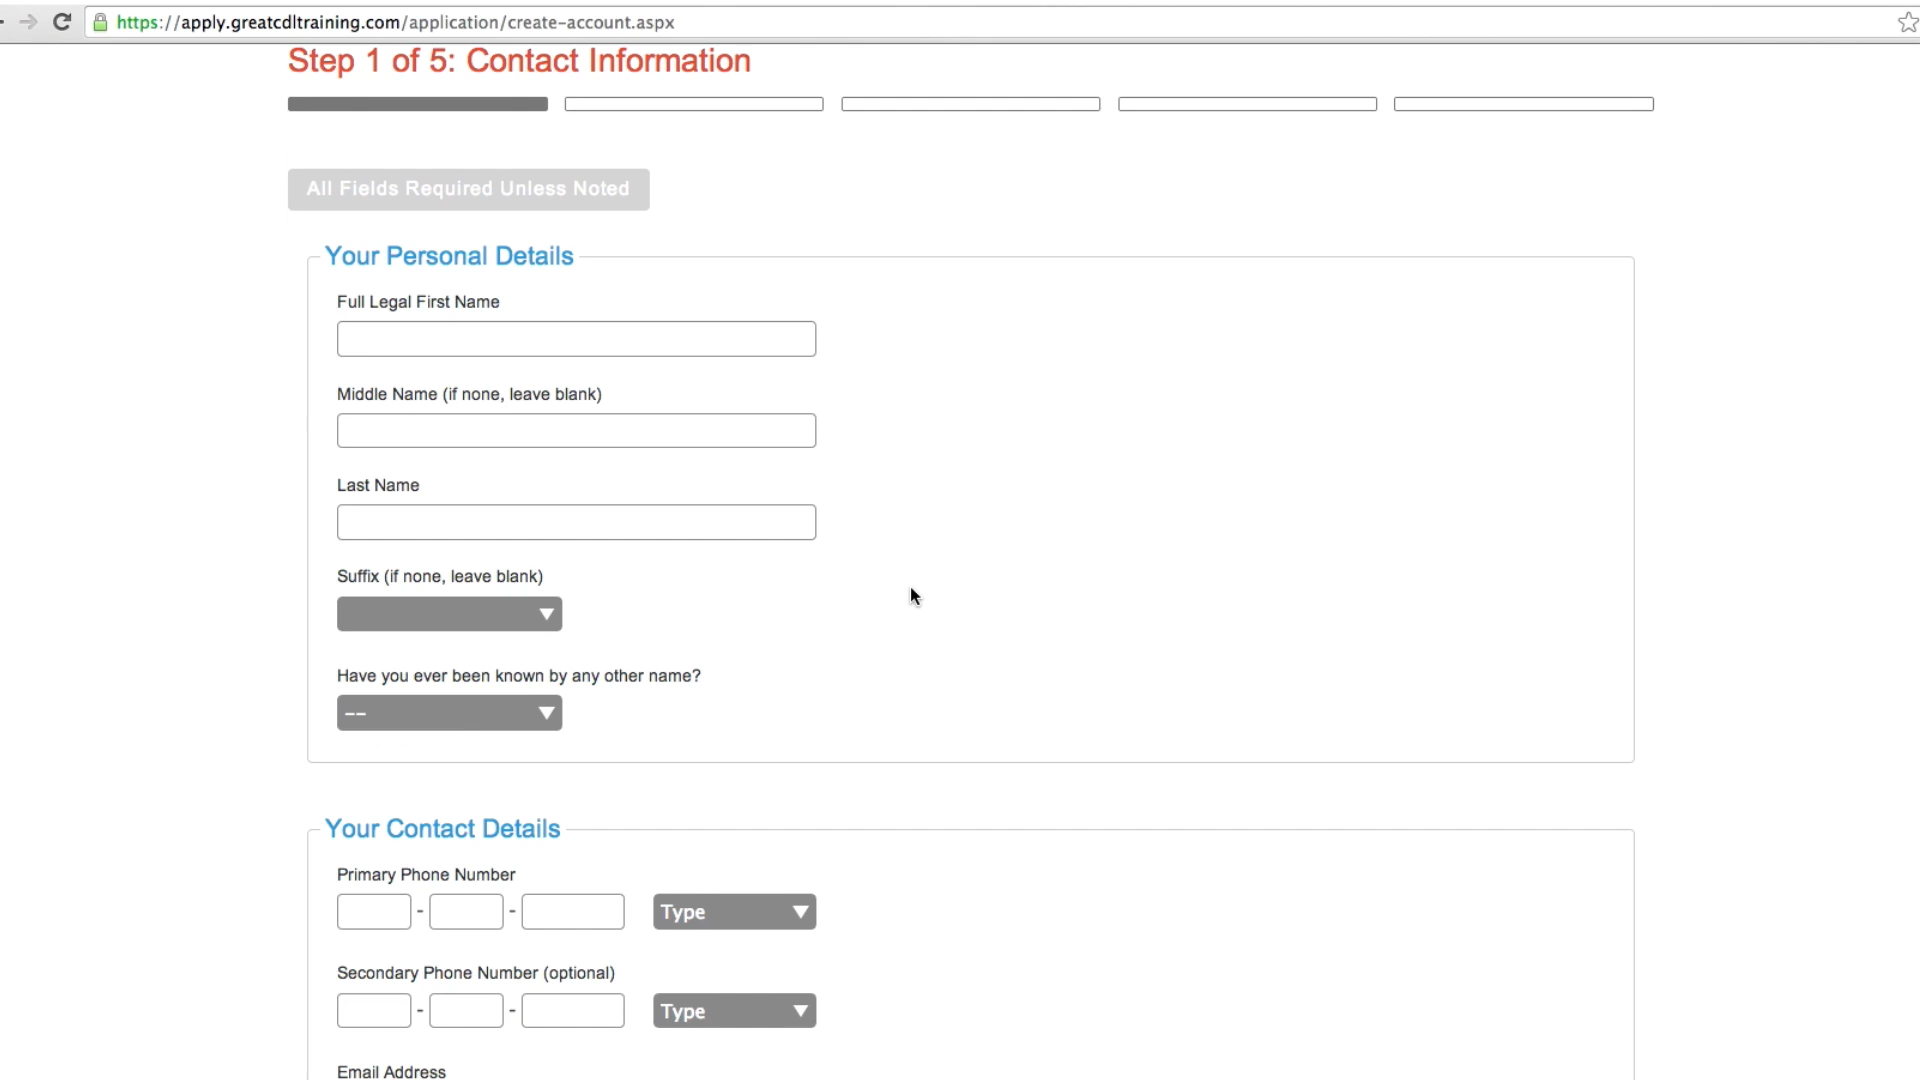 https://apply.greatcdltraining.com/application/create-account.aspx
Step 1 of 5: Contact Information
All Fields Required Unless Noted
Your Personal Details
Full Legal First Name
Middle Name (if none, leave blank)
Last Name
Suffix (if none, leave blank)
Have you ever been known by any other name?
--
Your Contact Details
Primary Phone Number
- - Type
Secondary Phone Number (optional)
- - Type
Email Address